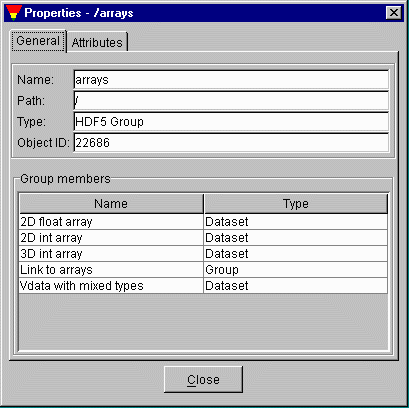 Properties - /arrays
General Attributes
Name: arrays
Path: /
Type: HDF5 Group
Object ID: 22686
Group members
Name Type
2D float array Dataset
2D int array Dataset
3D int array Dataset
Link to arrays Group
Vdata with mixed types Dataset
Close